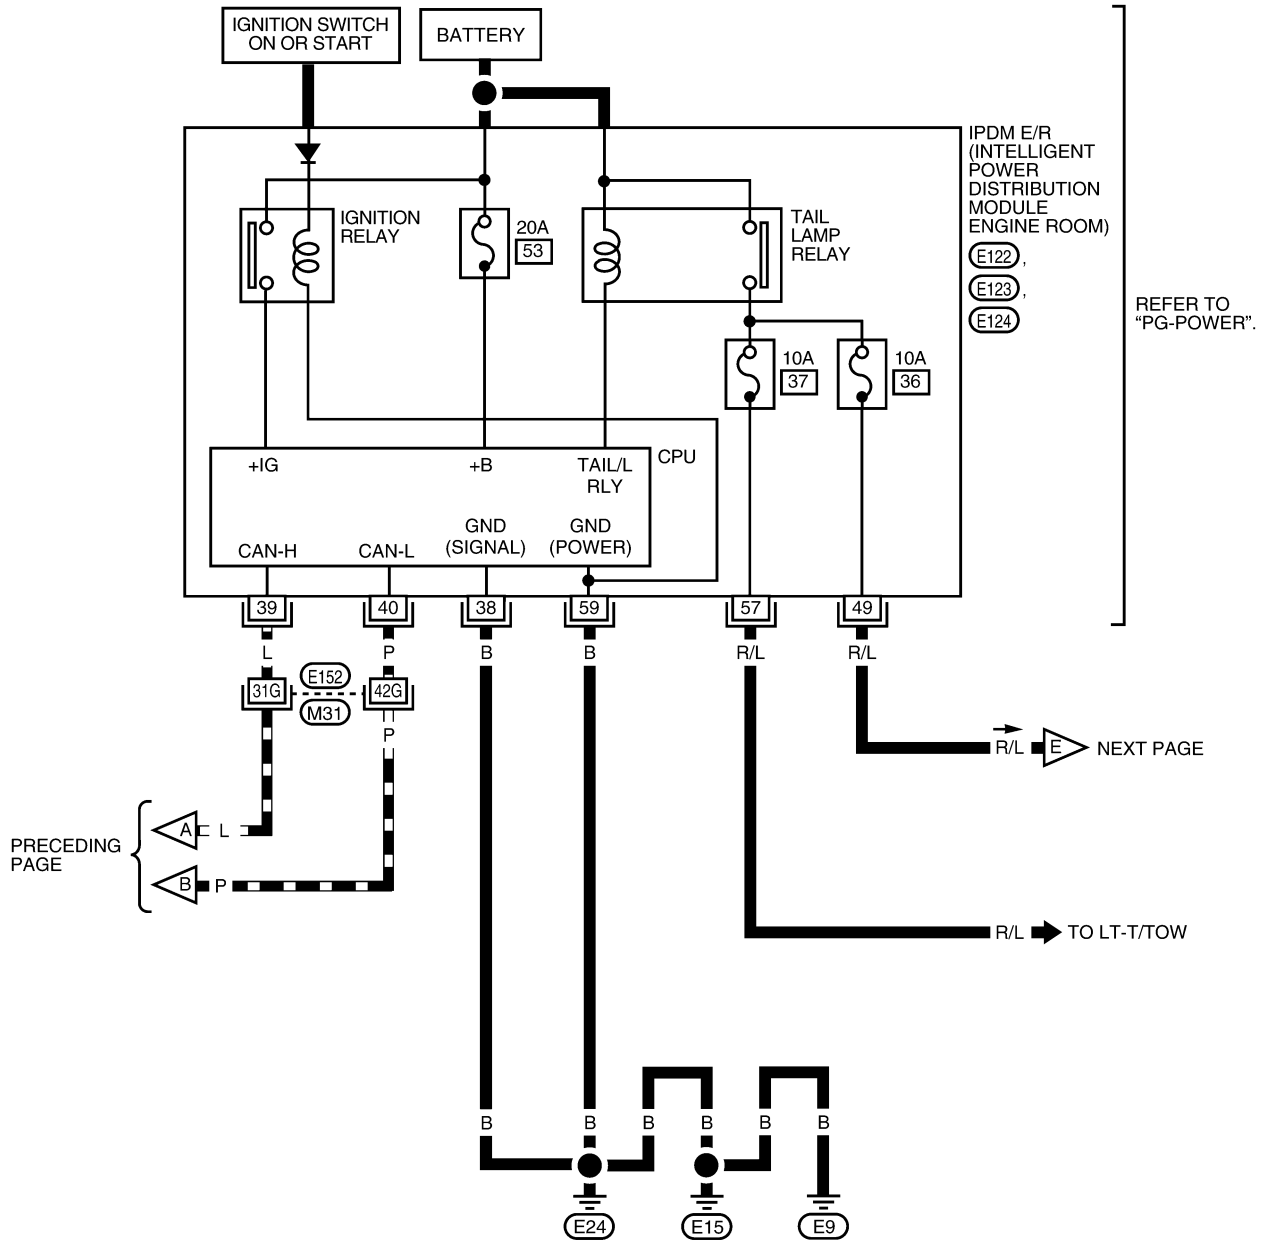 IGNITION SWITCH
ON OR START
BATTERY
IPDM E/R
(INTELLIGENT
POWER
DISTRIBUTION
MODULE
ENGINE ROOM)
E122 ,
E123 ,
E124
IGNITION
RELAY
20A
53
TAIL
LAMP
RELAY
REFER TO
“PG-POWER”.
10A
37
10A
36
CPU
+IG
+B
TAIL/L
RLY
CAN-H
CAN-L
GND
(SIGNAL)
GND
(POWER)
39
40
38
59
57
49
L
P
B
B
R/L
R/L
31G
E152
M31
42G
P
R/L
E
NEXT PAGE
PRECEDING
PAGE
A
L
B
P
R/L
TO LT-T/TOW
B
B
B
B
B
B
E24
E15
E9